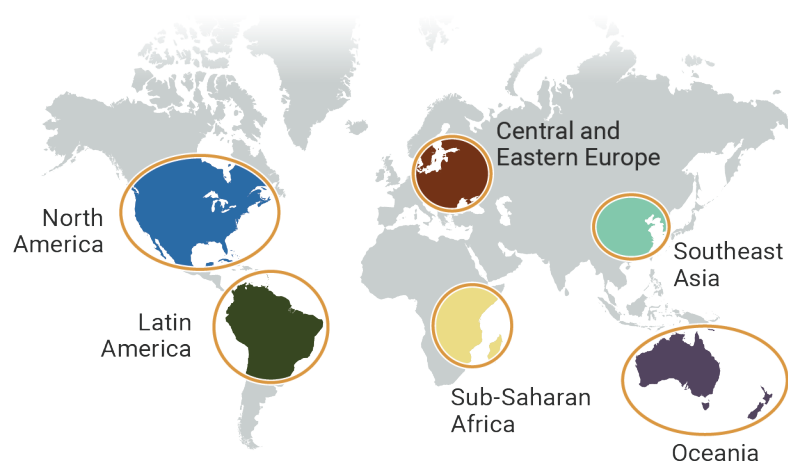 Central and
Eastern Europe
North
America
Southeast
Asia
Latin
America
Sub-Saharan
Africa
Oceania